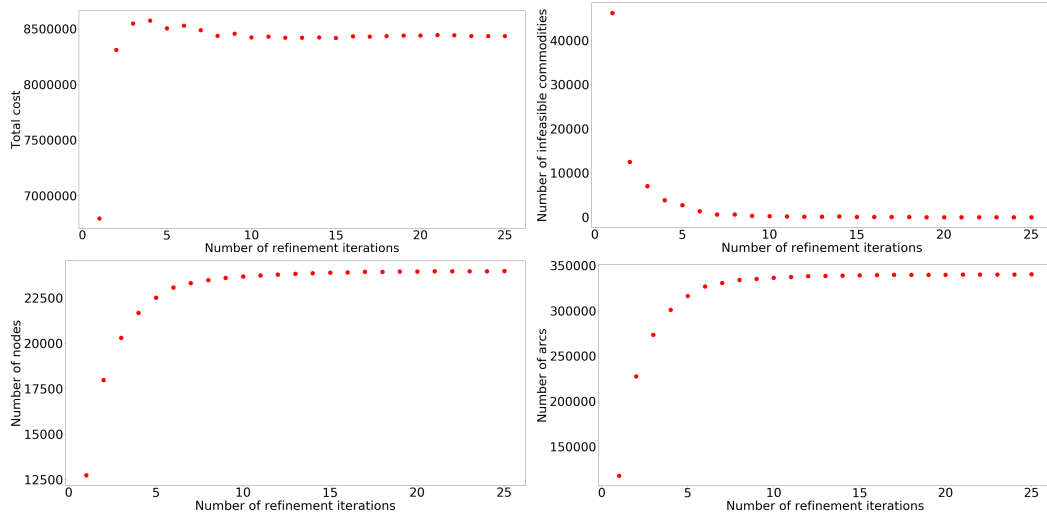 Total cost
8500000
8000000
7500000
7000000
0 5 10 15 20 25
Number of refinement iterations
Number of infeasible commodities
40000
30000
20000
10000
0
0 5 10 15 20 25
Number of refinement iterations
Number of nodes
22500
20000
17500
15000
12500
0 5 10 15 20 25
Number of refinement iterations
Number of arcs
350000
300000
250000
200000
150000
0 5 10 15 20 25
Number of refinement iterations